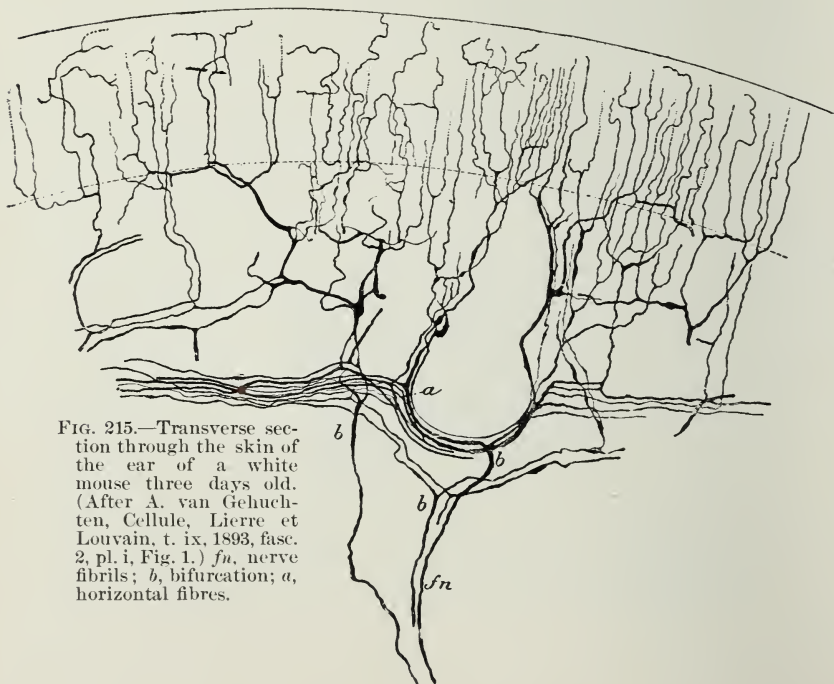 a
b
b
b
fn
FIG. 215.—Transverse sec-
tion through the skin of
the ear of a white
mouse three days old.
(After A. van Gehuch-
ten, Cellule, Lierre et
Louvain, t. ix, 1893, fasc.
2, pl. i, Fig. 1.) fn, nerve
fibrils; b, bifurcation; a,
horizontal fibres.